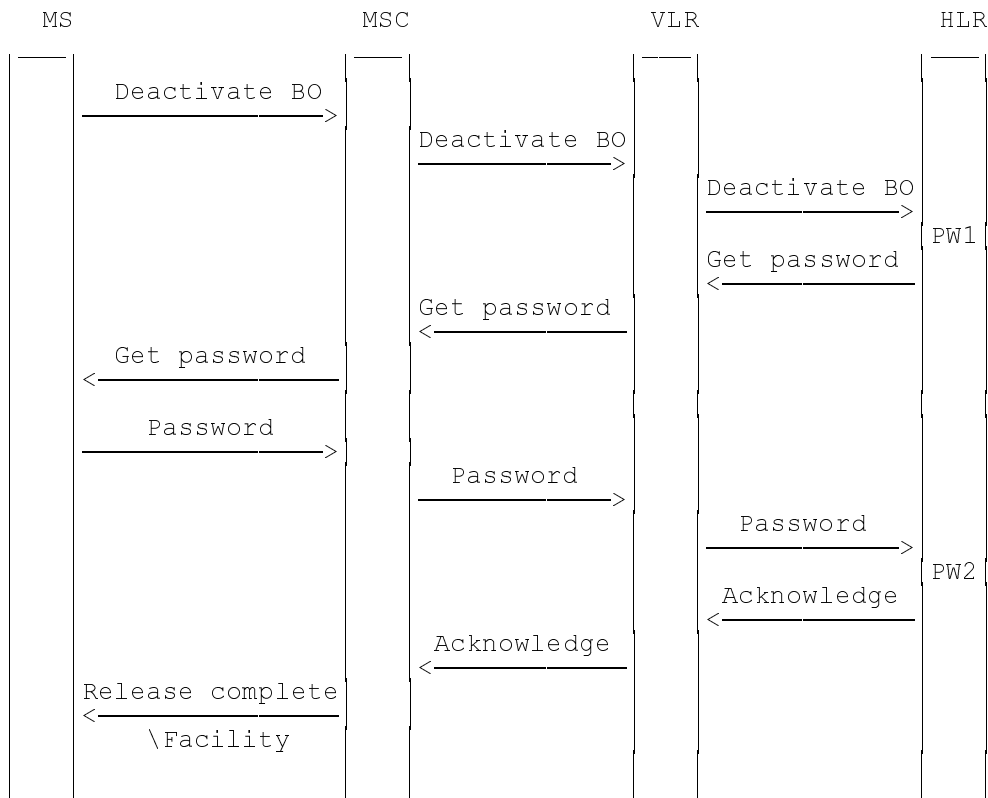 MS MSC VLR HLR
Deactivate BO
Deactivate BO
Deactivate BO
PW1
Get password
Get password
Get password
Password
Password
Password
PW2
Acknowledge
Acknowledge
Release complete
\Facility